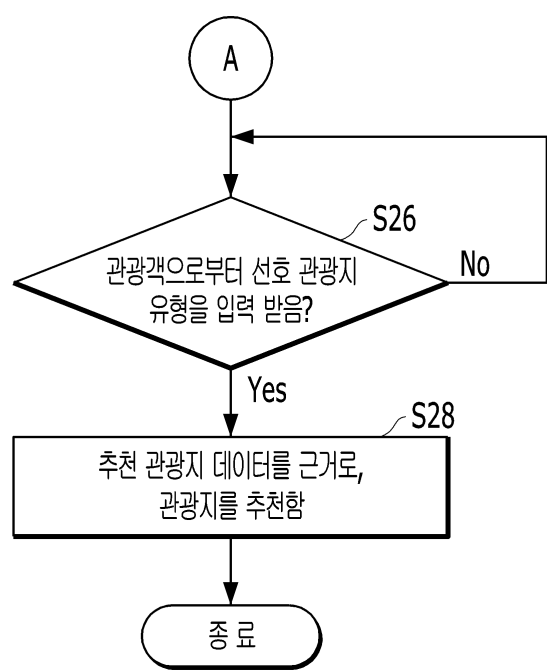 A
S26
관광객으로부터 선호 관광지
유형을 입력 받음?
No
Yes
S28
추천 관광지 데이터를 근거로,
관광지를 추천함
종 료